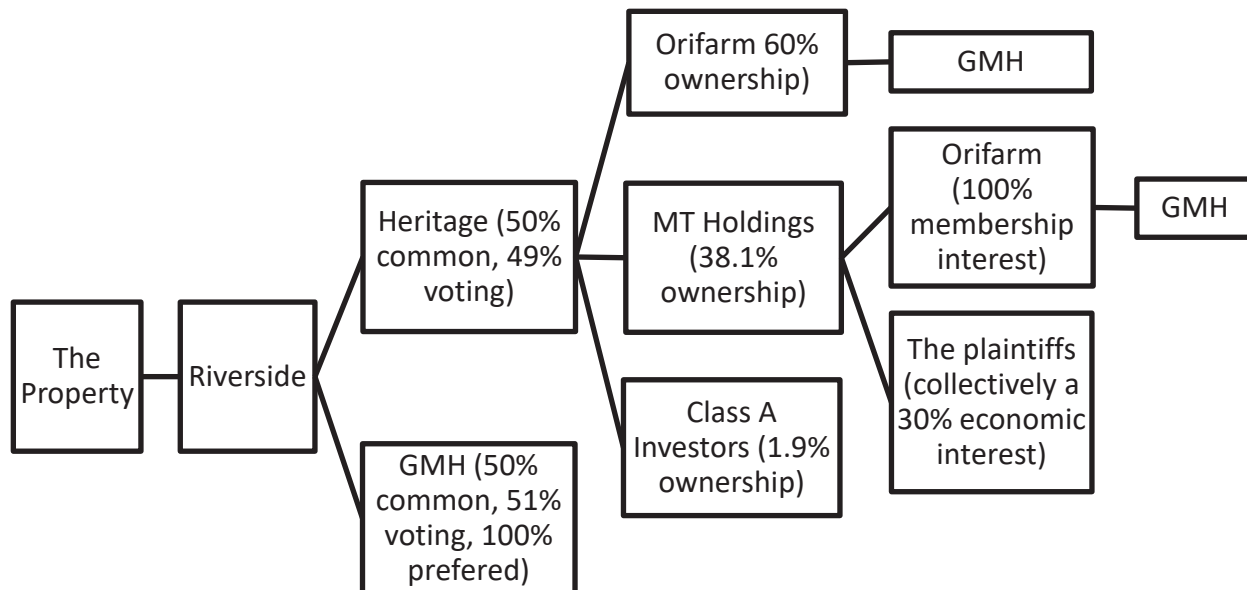 The
Property
Riverside
Heritage (50%
common, 49%
voting)
GMH (50%
common, 51%
voting, 100%
prefered)
Orifarm 60%
ownership)
MT Holdings
(38.1%
ownership)
Class A
Investors (1.9%
ownership)
GMH
Orifarm
(100%
membership
interest)
The plaintiffs
(collectively a
30% economic
interest)
GMH